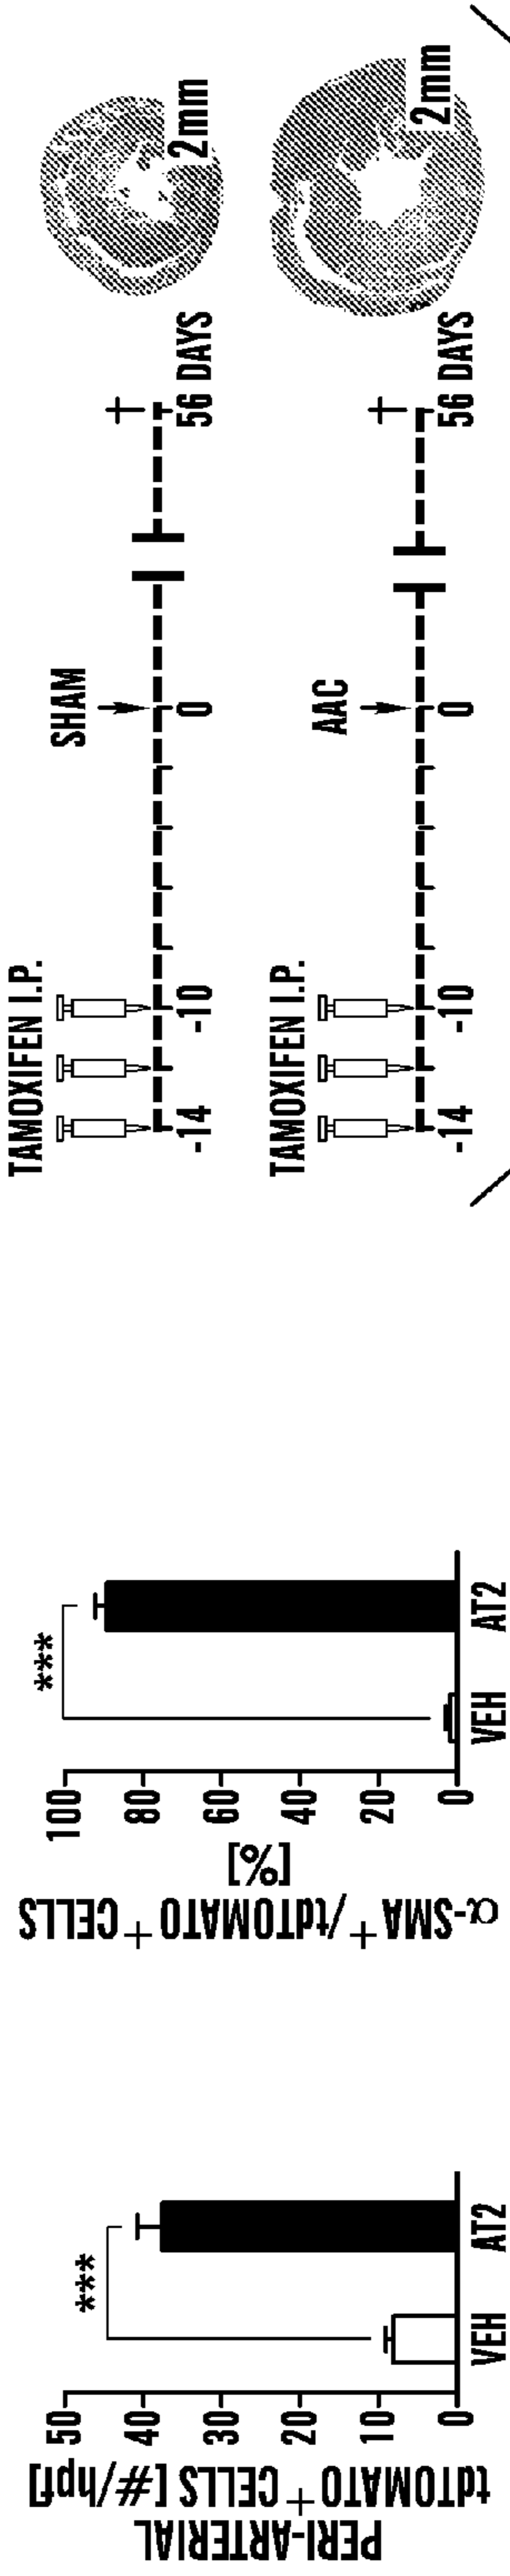 PERI-ARTERIAL
tdTOMATO+ CELLS [#/hpf]
50
40
30
20
10
0
***
VEH
AT2
α-SMA+/tdTOMATO+ CELLS
[%]
100
80
60
40
20
0
***
VEH
AT2
TAMOXIFEN I.P.
SHAM
-14
-10
0
56 DAYS
2mm
TAMOXIFEN I.P.
AAC
-14
-10
0
56 DAYS
2mm